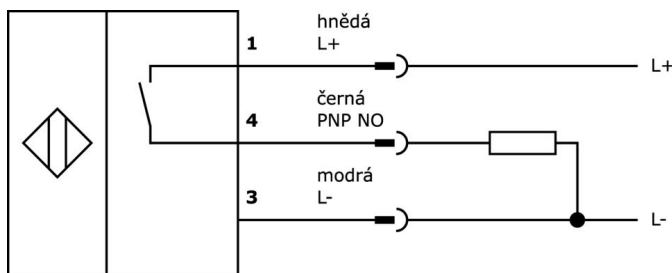 hnědá
1 L+
L+
černá
4 PNP NO
modrá
3 L-
L-